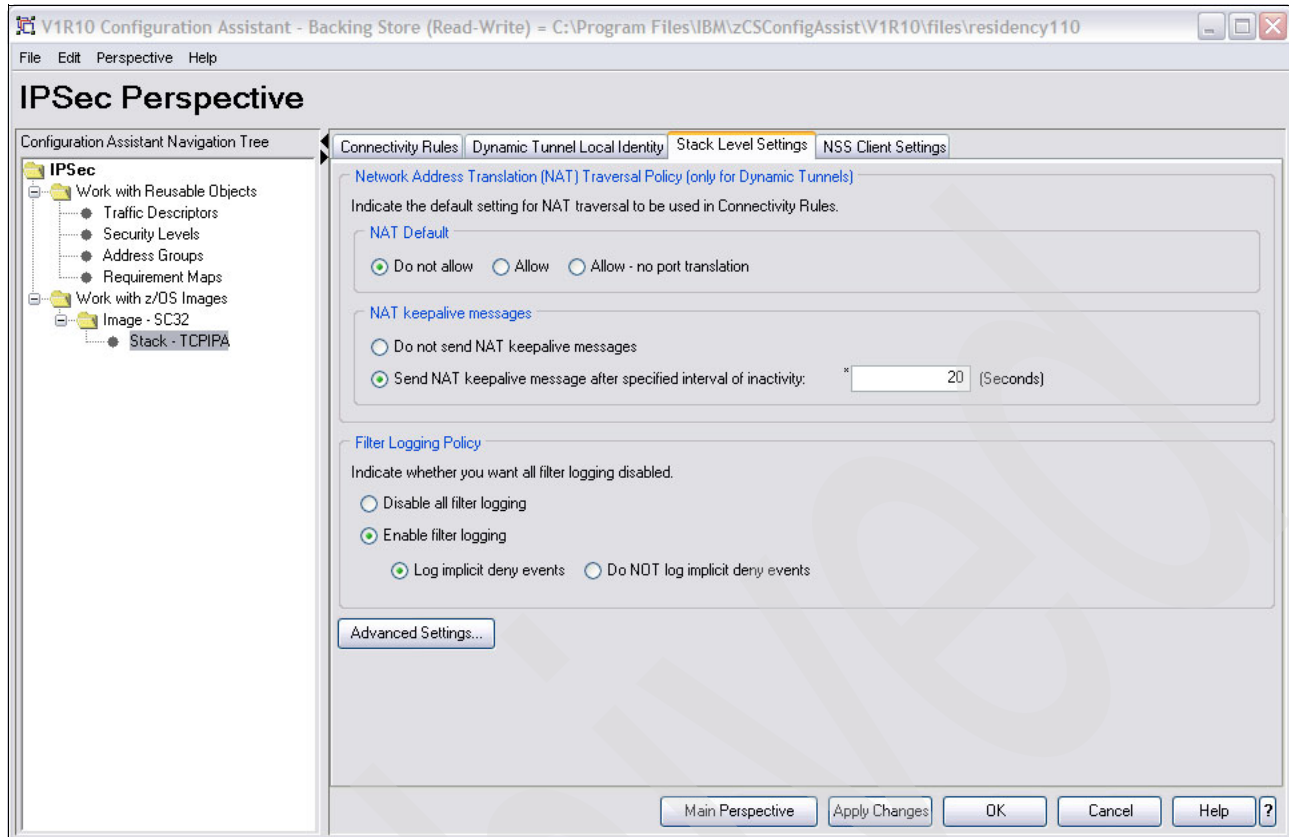 V1R10 Configuration Assistant - Backing Store (Read-Write) = C:\Program Files\IBM\zCSConfigAssist\V1R10\files\residency110
File Edit Perspective Help
IPSec Perspective
Configuration Assistant Navigation Tree
IPSec
Work with Reusable Objects
Traffic Descriptors
Security Levels
Address Groups
Requirement Maps
Work with z/OS Images
Image - SC32
Stack - TCPIPA
Connectivity Rules Dynamic Tunnel Local Identity Stack Level Settings NSS Client Settings
Network Address Translation (NAT) Traversal Policy (only for Dynamic Tunnels)
Indicate the default setting for NAT traversal to be used in Connectivity Rules.
NAT Default
Do not allow Allow Allow - no port translation
NAT keepalive messages
Do not send NAT keepalive messages
Send NAT keepalive message after specified interval of inactivity: * 20 (Seconds)
Filter Logging Policy
Indicate whether you want all filter logging disabled.
Disable all filter logging
Enable filter logging
Log implicit deny events Do NOT log implicit deny events
Advanced Settings...
Main Perspective Apply Changes OK Cancel Help ?